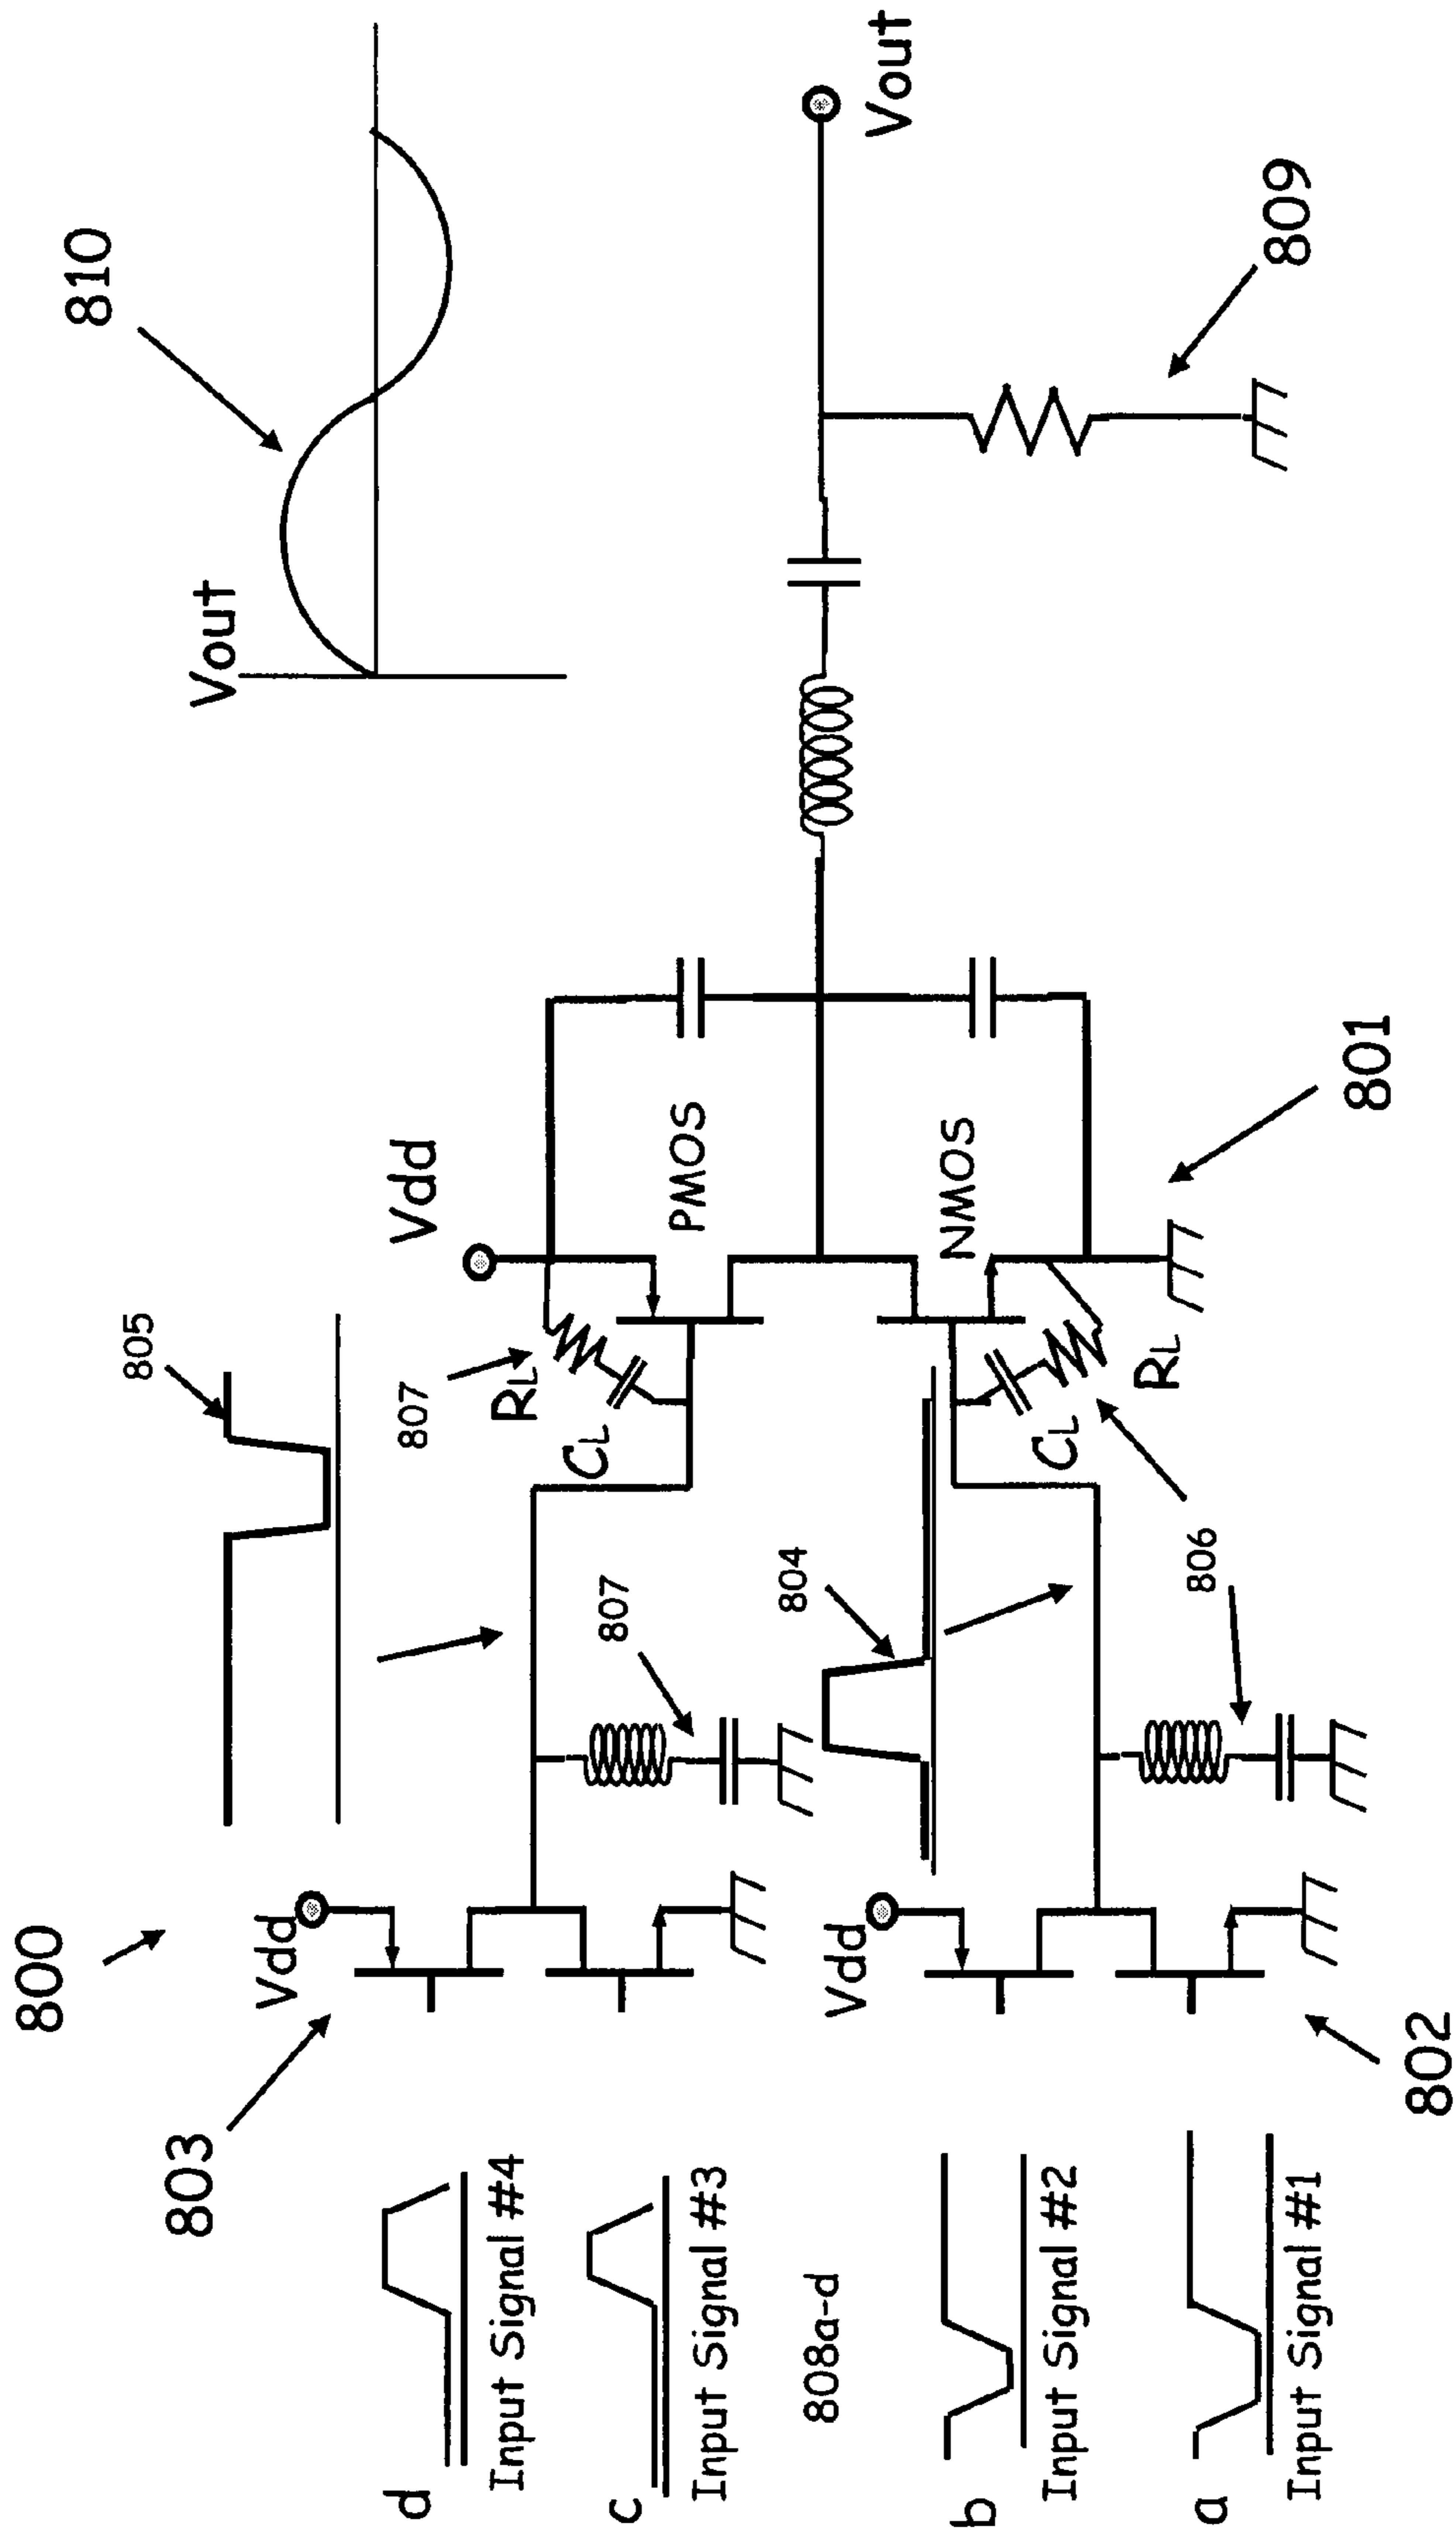 800
803
Vdd
805
Vdd
Vout
810
807
RL
CL
PMOS
807
d
Input Signal #4
c
Input Signal #3
808a-d
Vdd
804
NMOS
Vout
CL
RL
806
b
Input Signal #2
a
Input Signal #1
802
801
809